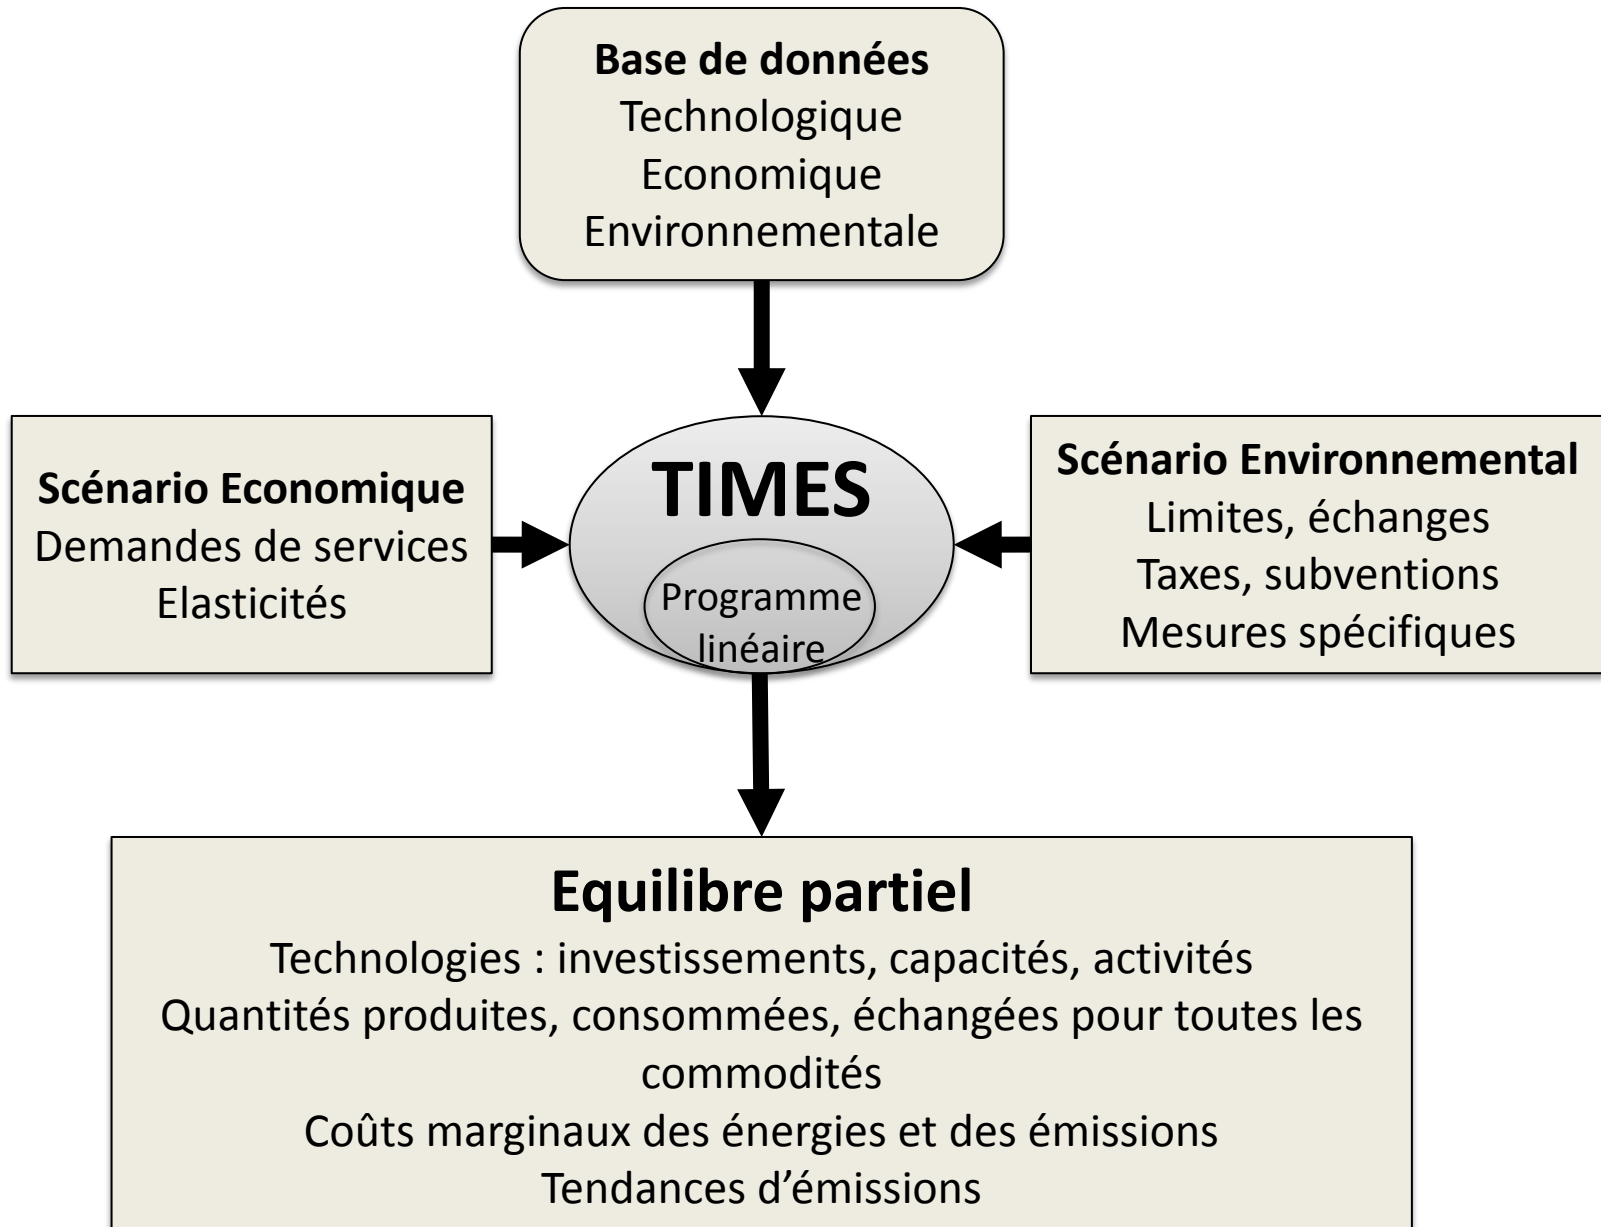 Base de données
Technologique
Economique
Environnementale
Scénario Economique
Demandes de services
Elasticités
TIMES
Programme
linéaire
Scénario Environnemental
Limites, échanges
Taxes, subventions
Mesures spécifiques
Equilibre partiel
Technologies : investissements, capacités, activités
Quantités produites, consommées, échangées pour toutes les
commodités
Coûts marginaux des énergies et des émissions
Tendances d’émissions